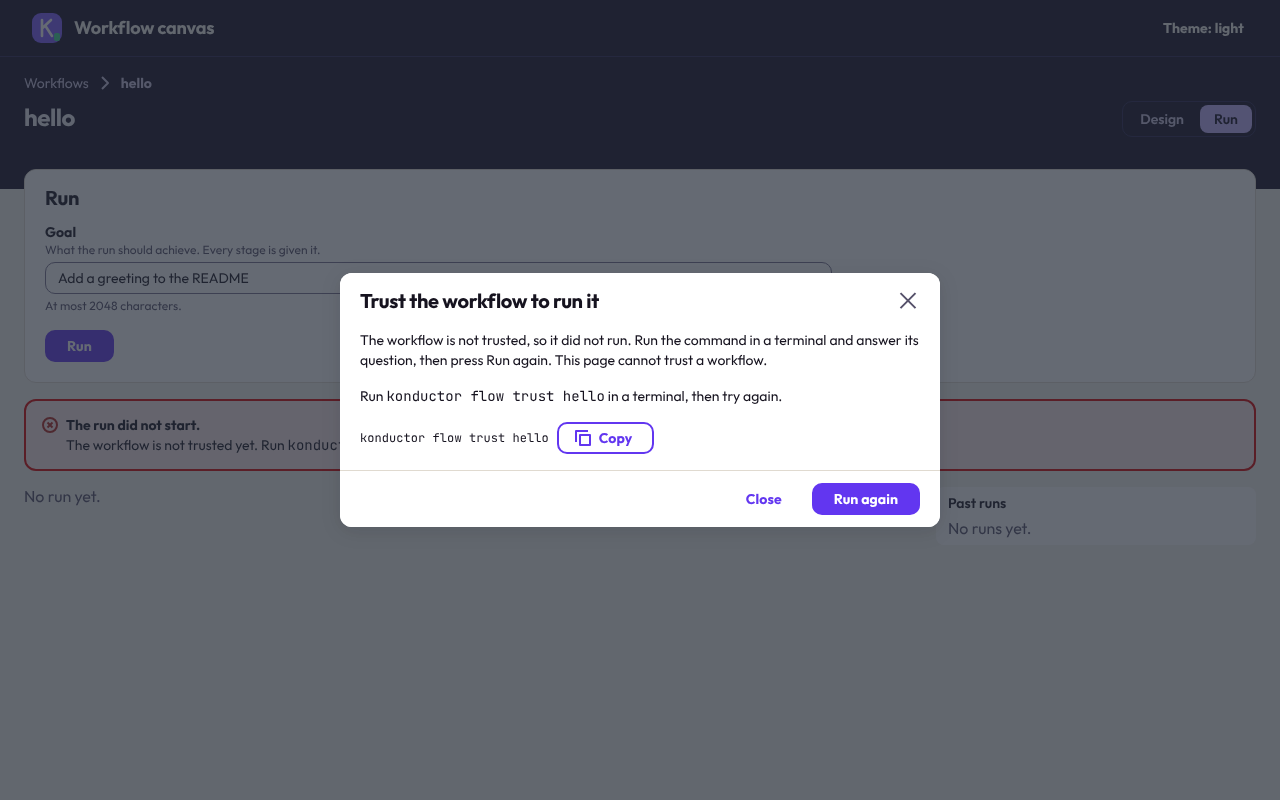 Workflow canvas
Theme: light
Workflows > hello
hello
Design
Run
Run
Goal
What the run should achieve. Every stage is given it.
Add a greeting to the README
At most 2048 characters.
Run
Trust the workflow to run it
The workflow is not trusted, so it did not run. Run the command in a terminal and answer its
question, then press Run again. This page cannot trust a workflow.
Run konductor flow trust hello in a terminal, then try again.
konductor flow trust hello
Copy
Close
Run again
The run did not start.
The workflow is not trusted yet. Run
No run yet.
Past runs
No runs yet.